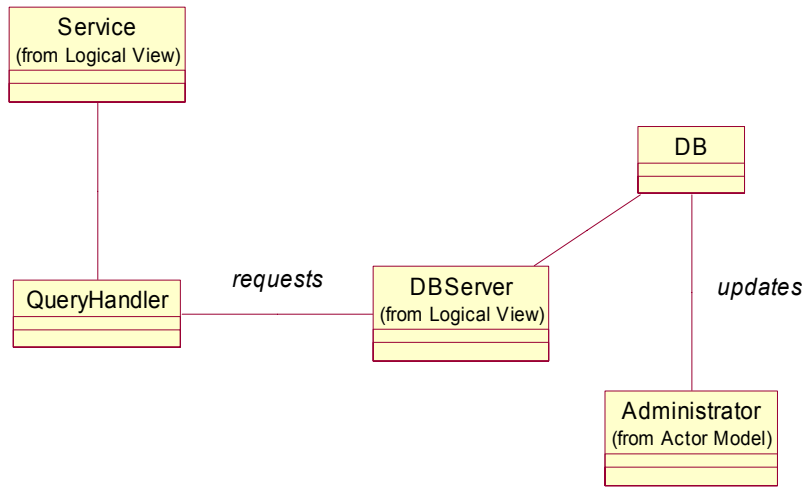 Service
(from Logical View)
DB
QueryHandler
requests
DBServer
(from Logical View)
updates
Administrator
(from Actor Model)